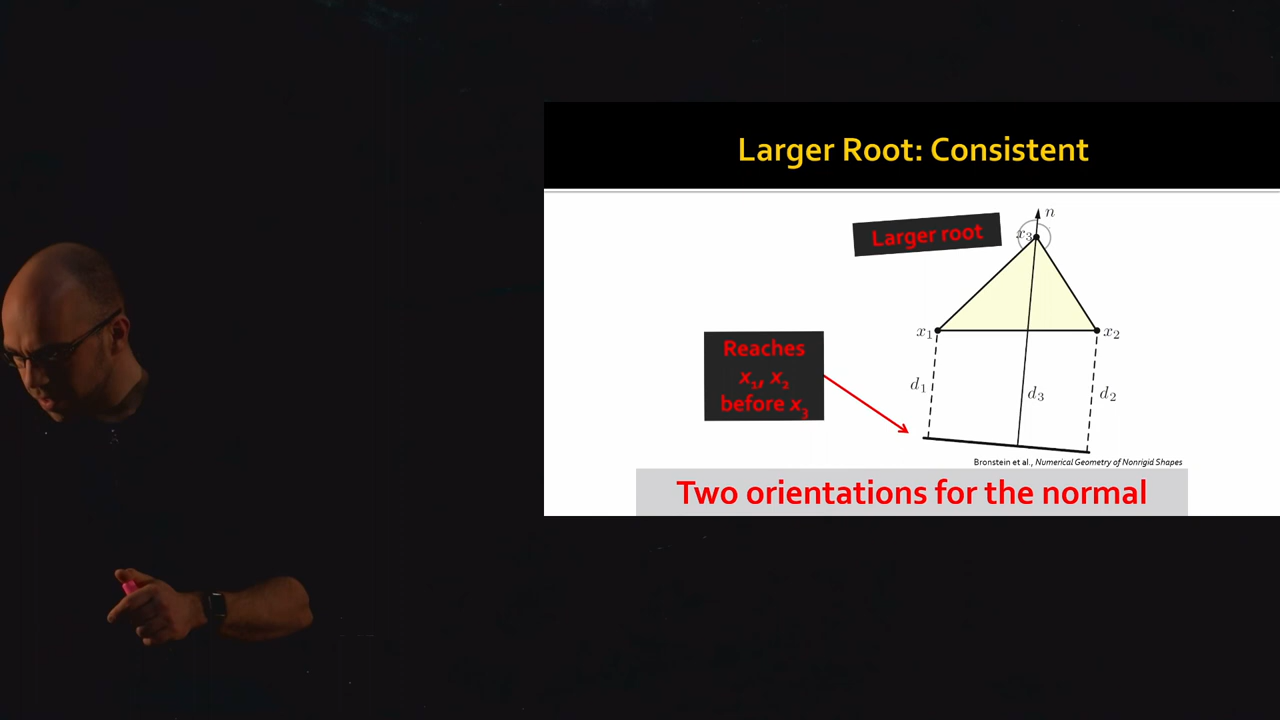 Larger Root: Consistent
n
Larger root
x3
x1
x2
Reaches
x1, x2
before x3
d1
d3
d2
Bronstein et al., Numerical Geometry of Nonrigid Shapes
Two orientations for the normal